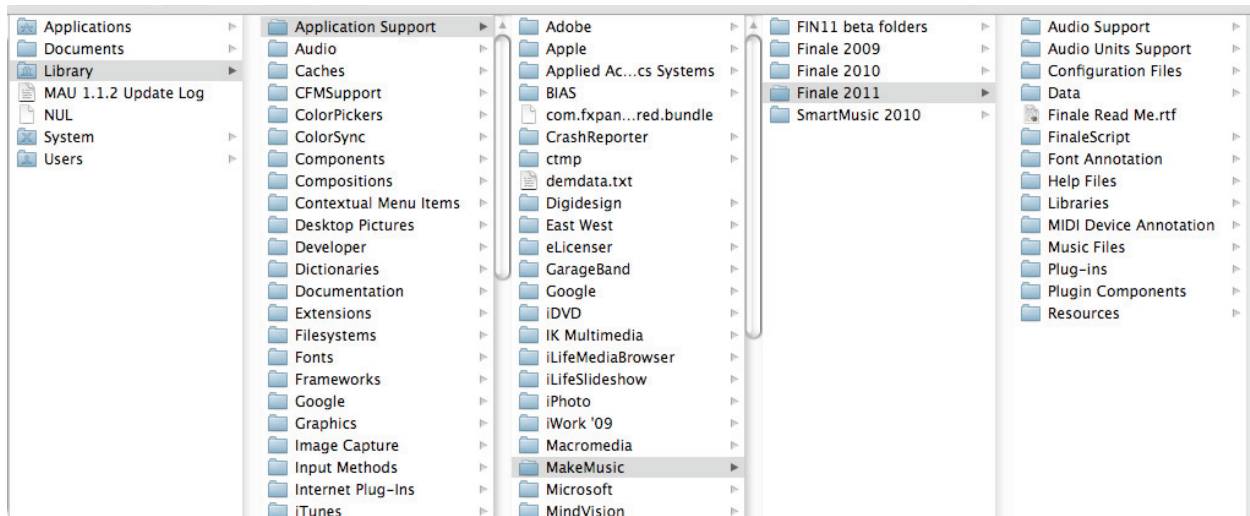 Applications
Documents
Library
MAU 1.1.2 Update Log
NUL
System
Users
Application Support
Audio
Caches
CFMSupport
ColorPickers
ColorSync
Components
Compositions
Contextual Menu Items
Desktop Pictures
Developer
Dictionaries
Documentation
Extensions
Filesystems
Fonts
Frameworks
Google
Graphics
Image Capture
Input Methods
Internet Plug-Ins
iTunes
Adobe
Apple
Applied Ac...cs Systems
BIAS
com.fxpan...red.bundle
CrashReporter
ctmp
demdata.txt
Digidesign
East West
eLicenser
GarageBand
Google
iDVD
IK Multimedia
iLifeMediaBrowser
iLifeSlideshow
iPhoto
iWork '09
Macromedia
MakeMusic
Microsoft
MindVision
FIN11 beta folders
Finale 2009
Finale 2010
Finale 2011
SmartMusic 2010
Audio Support
Audio Units Support
Configuration Files
Data
Finale Read Me.rtf
FinaleScript
Font Annotation
Help Files
Libraries
MIDI Device Annotation
Music Files
Plug-ins
Plugin Components
Resources